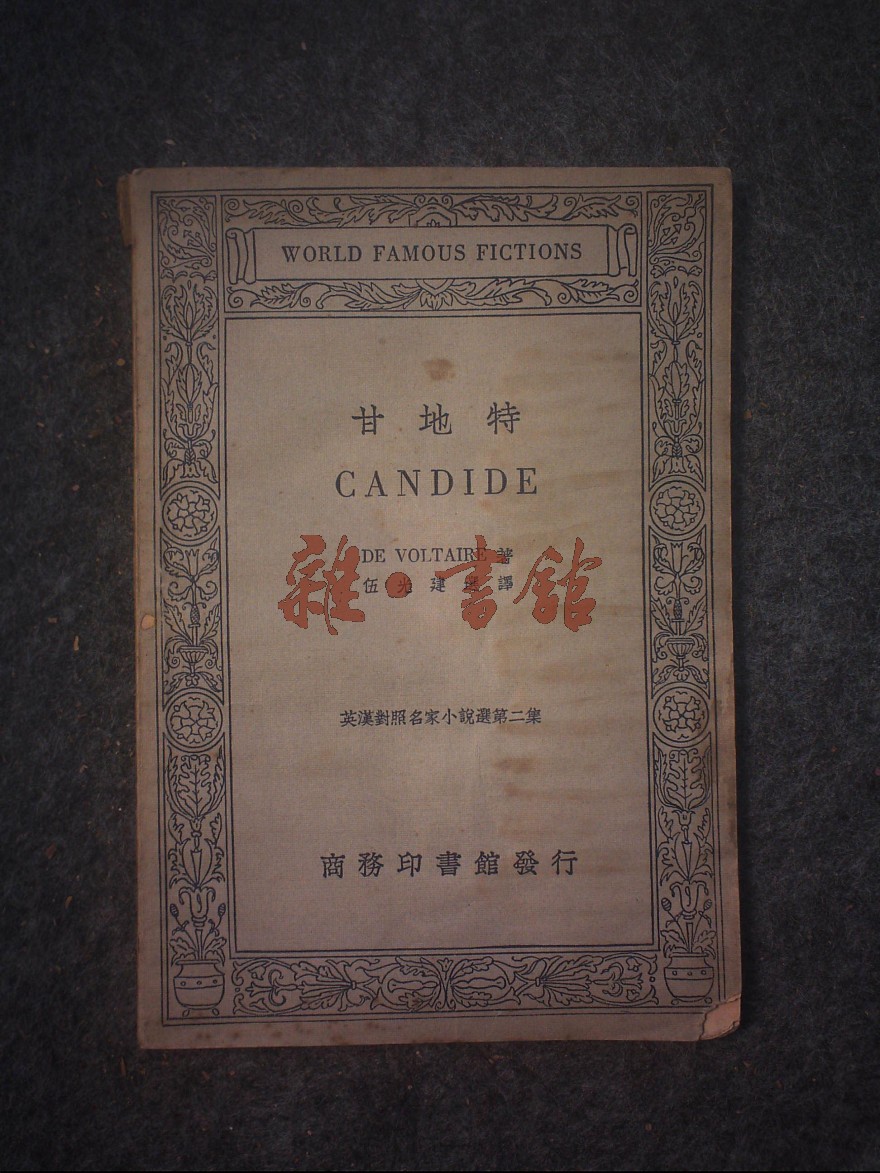 WORLD FAMOUS FICTIONS
甘地特
CANDIDE
DE VOLTAIRE 著
伍光建選譯
雜·書館
英漢對照名家小說選第二集
商務印書館發行